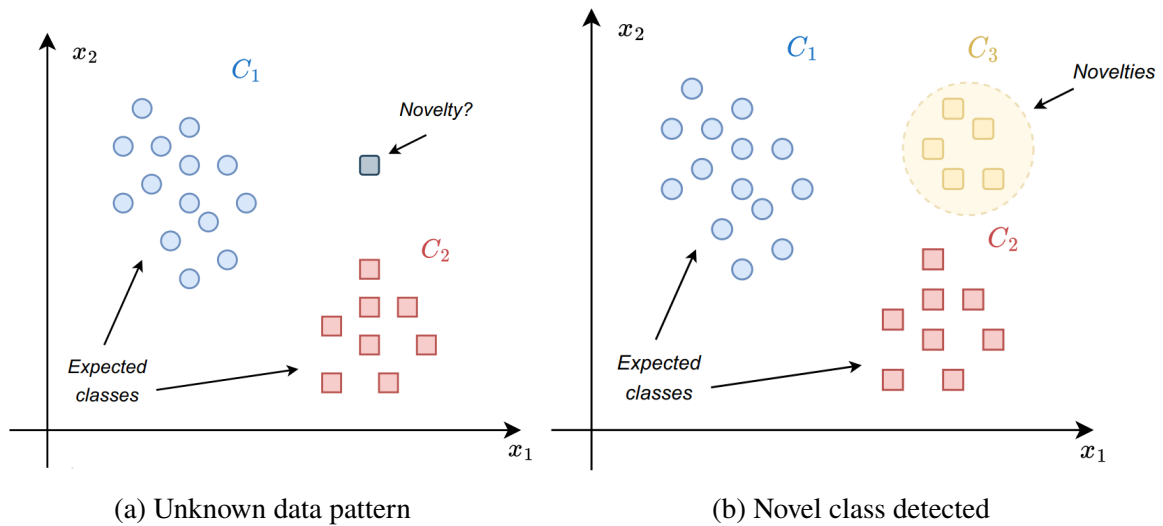 x₂
C₁
Novelty?
C₂
Expected
classes
x₁
(a) Unknown data pattern
x₂
C₁
C₃
Novelties
C₂
Expected
classes
x₁
(b) Novel class detected